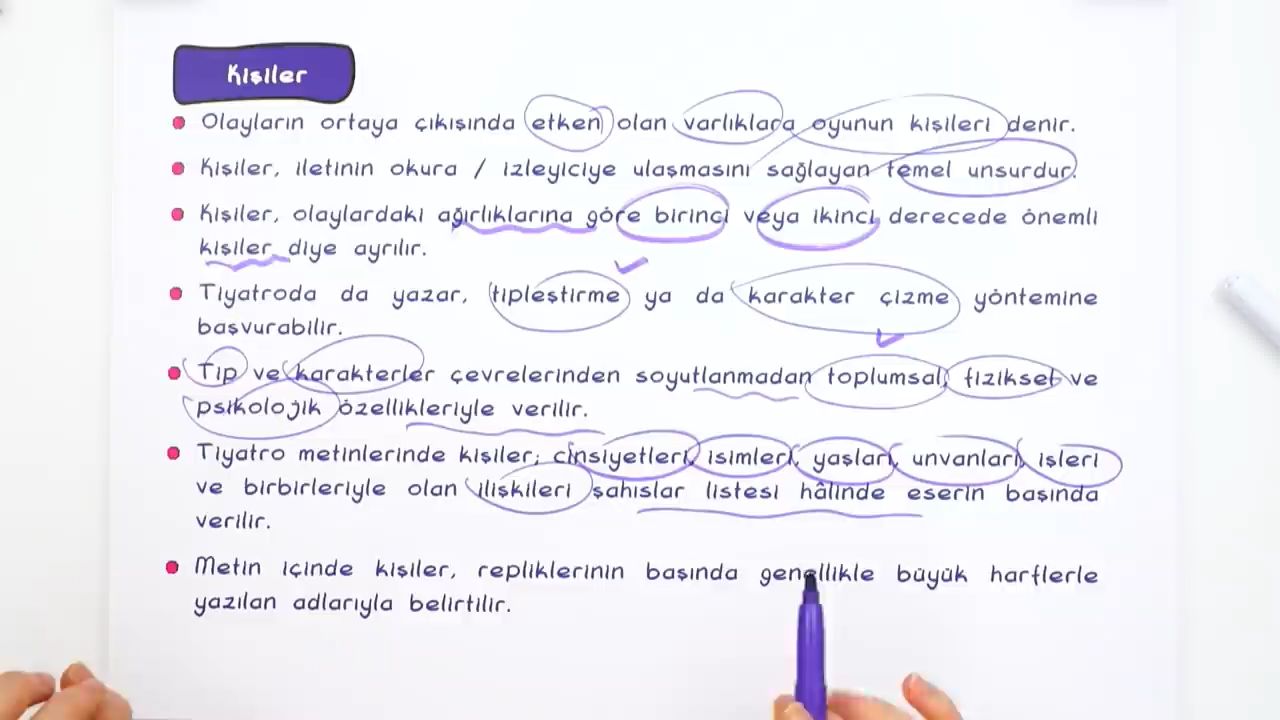 Kişiler
Olayların ortaya çıkışında etken olan varlıklara oyunun kişileri denir.
Kişiler, iletinin okura / izleyiciye ulaşmasını sağlayan temel unsurdur.
Kişiler, olaylardaki ağırlıklarına göre birinci veya ikinci derecede önemli
kişiler diye ayrılır.
Tiyatroda da yazar, tipleştirme ya da karakter çizme yöntemine
başvurabilir.
Tip ve karakterler çevrelerinden soyutlanmadan toplumsal, fiziksel ve
psikolojik özellikleriyle verilir.
Tiyatro metinlerinde kişiler; cinsiyetleri, isimleri, yaşları, unvanları, işleri
ve birbirleriyle olan ilişkileri şahıslar listesi hâlinde eserin başında
verilir.
Metin içinde kişiler, repliklerinin başında genellikle büyük harflerle
yazılan adlarıyla belirtilir.